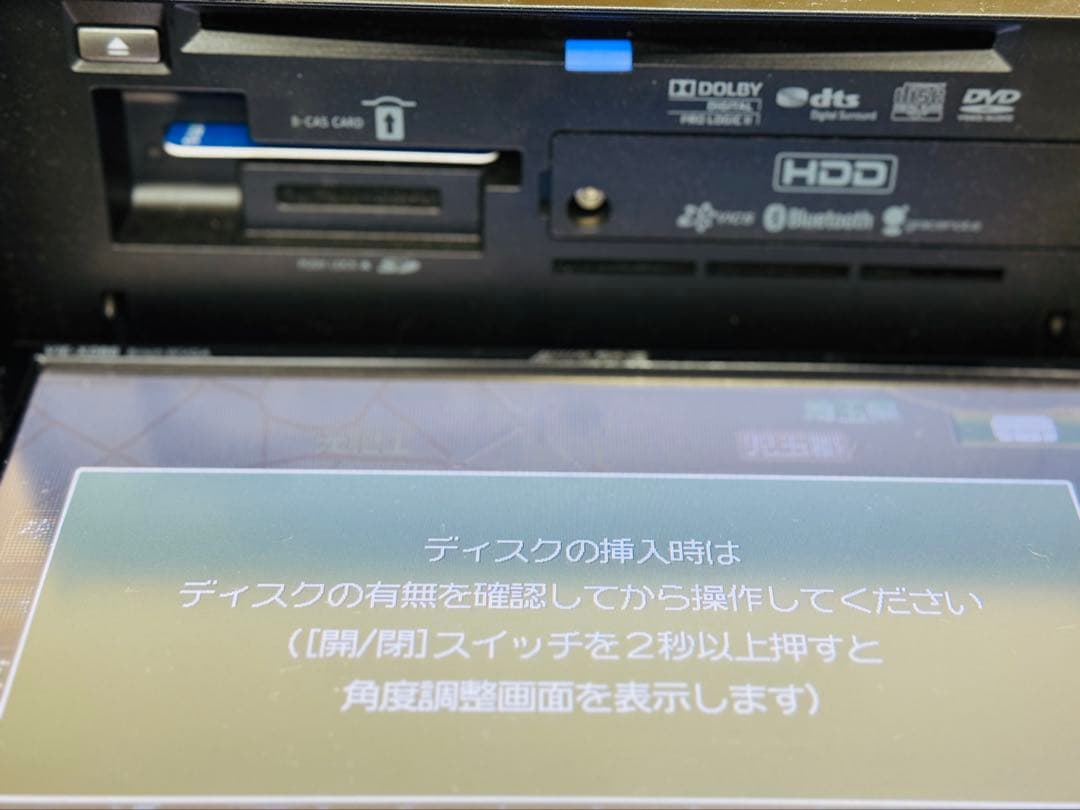 DOLBY
DIGITAL
PRO LOGIC II
dts
Digital Surround
DVD
B-CAS CARD
HDD
VICS
Bluetooth
gracenote
ディスクの挿入時は
ディスクの有無を確認してから操作してください
([開/閉]スイッチを2秒以上押すと
角度調整画面を表示します)